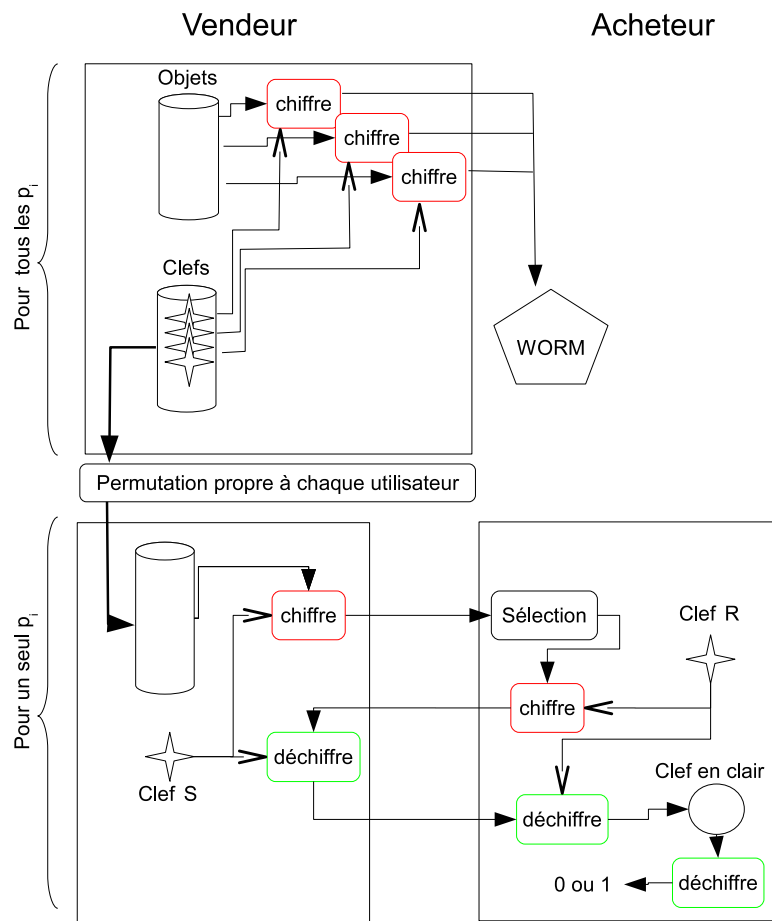 Vendeur
Acheteur
Objets
chiffre
chiffre
chiffre
Pour tous les pi
Clefs
WORM
Permutation propre à chaque utilisateur
Pour un seul pi
chiffre
Sélection
Clef R
chiffre
déchiffre
Clef S
Clef en clair
déchiffre
0 ou 1
déchiffre